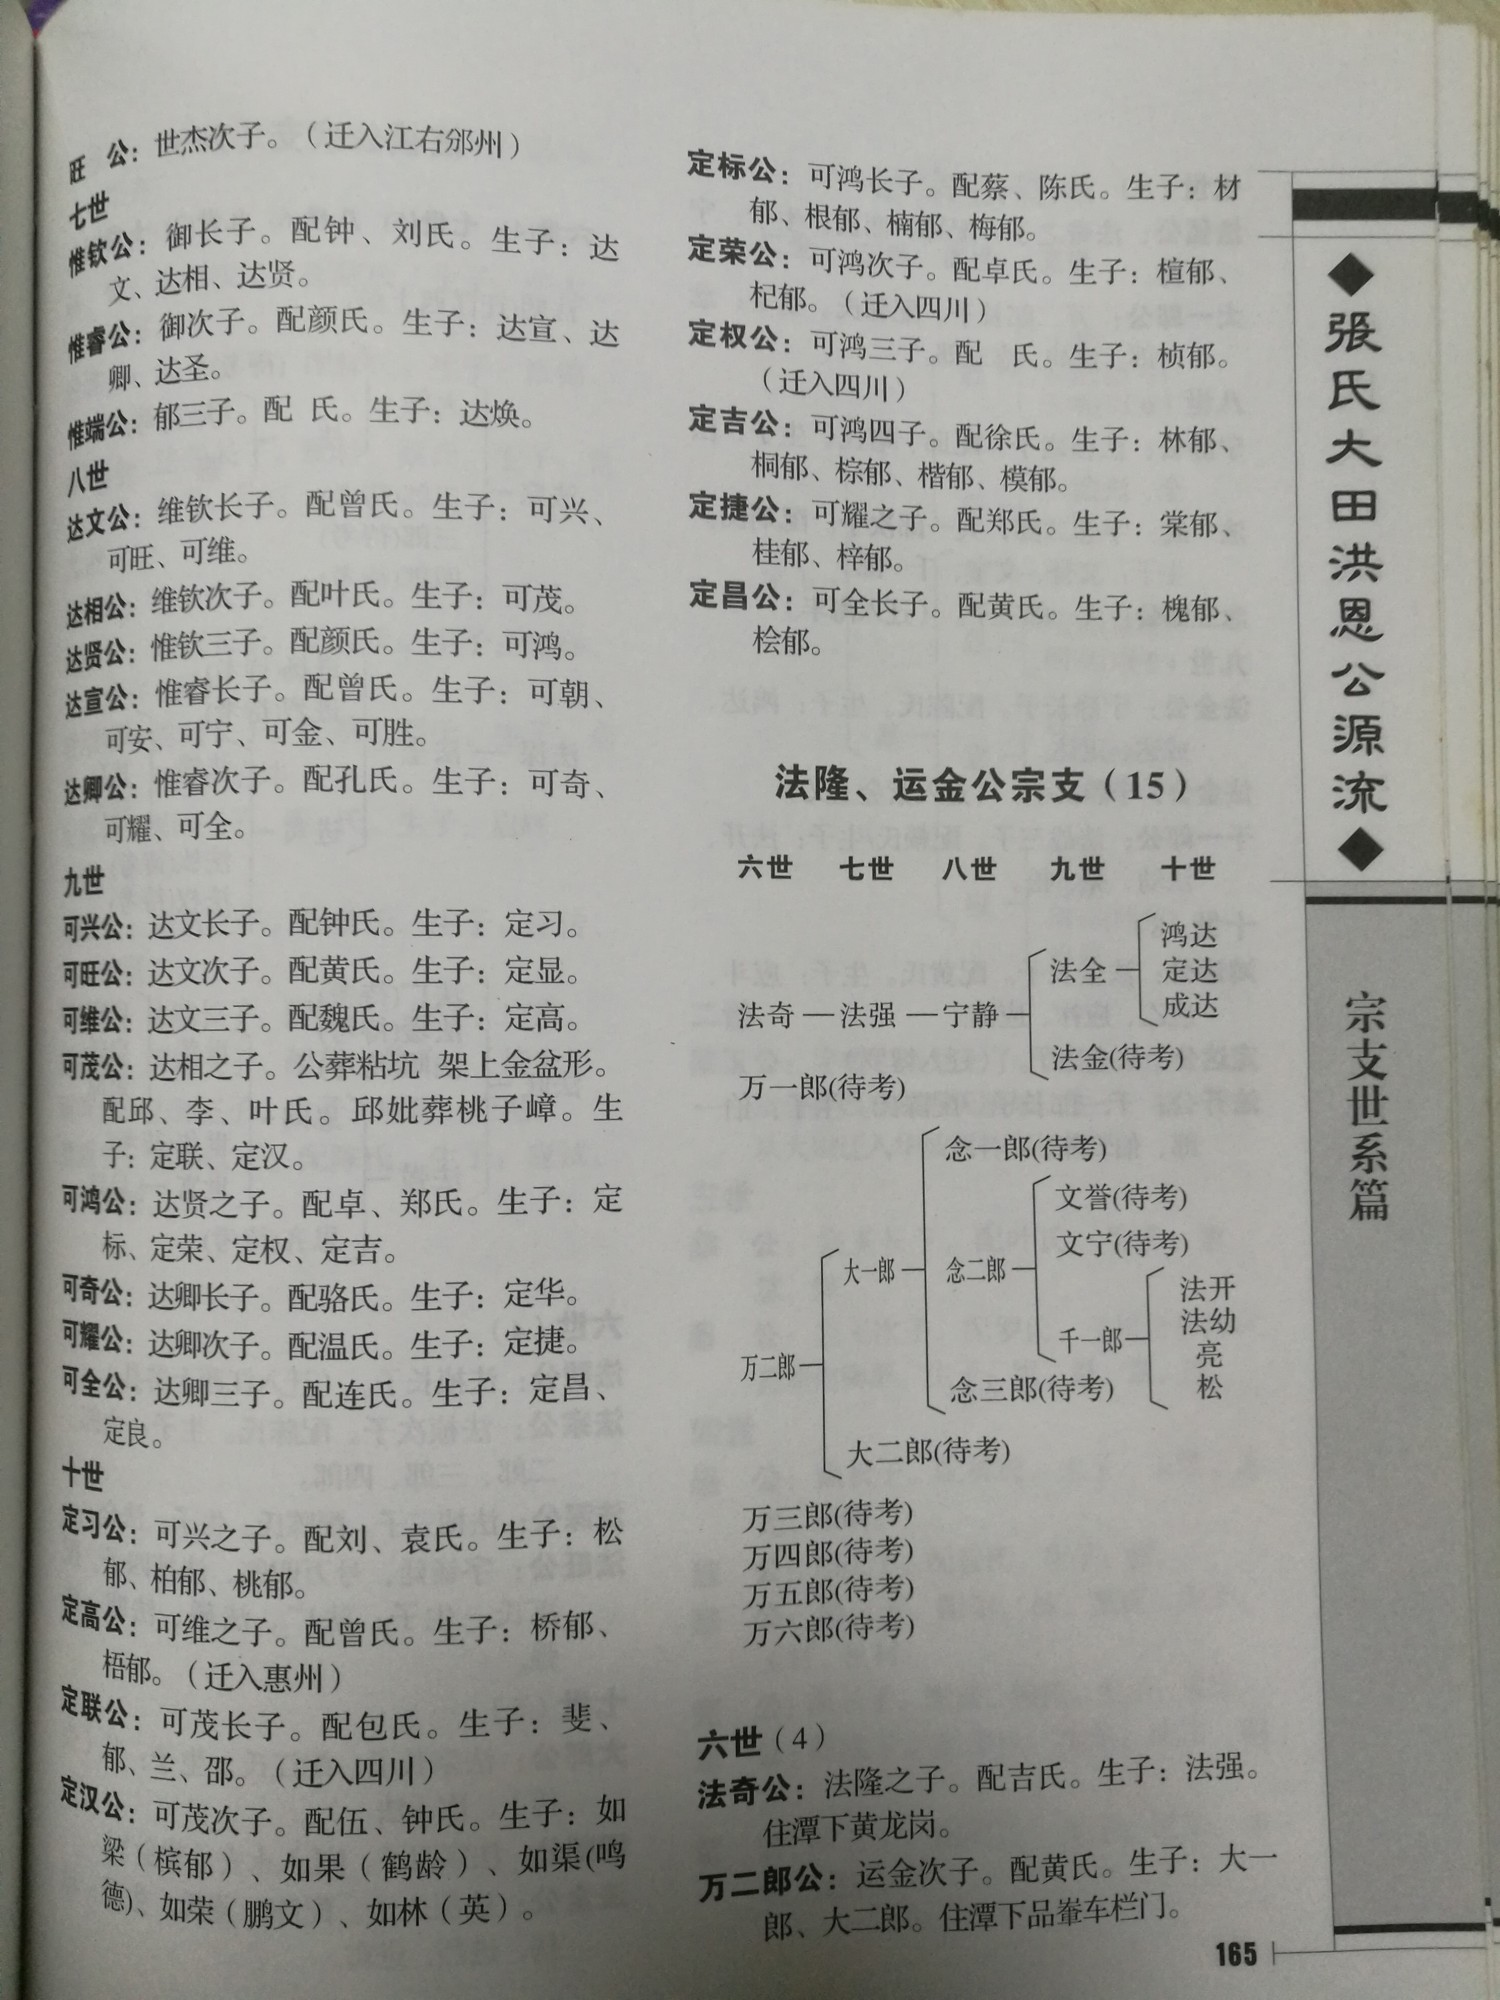 旺　公：世杰次子。（迁入江右邠州）
七世
惟钦公：御长子。配钟、刘氏。生子：达
文、达相、达贤。
惟睿公：御次子。配颜氏。生子：达宣、达
卿、达圣。
惟端公：郁三子。配　氏。生子：达焕。
八世
达文公：维钦长子。配曾氏。生子：可兴、
可旺、可维。
达相公：维钦次子。配叶氏。生子：可茂。
达贤公：惟钦三子。配颜氏。生子：可鸿。
达宣公：惟睿长子。配曾氏。生子：可朝、
可安、可宁、可金、可胜。
达卿公：惟睿次子。配孔氏。生子：可奇、
可耀、可全。
九世
可兴公：达文长子。配钟氏。生子：定习。
可旺公：达文次子。配黄氏。生子：定显。
可维公：达文三子。配魏氏。生子：定高。
可茂公：达相之子。公葬粘坑　架上金盆形。
配邱、李、叶氏。邱妣葬桃子嶂。生
子：定联、定汉。
可鸿公：达贤之子。配卓、郑氏。生子：定
标、定荣、定权、定吉。
可奇公：达卿长子。配骆氏。生子：定华。
可耀公：达卿次子。配温氏。生子：定捷。
可全公：达卿三子。配连氏。生子：定昌、
定良。
十世
定习公：可兴之子。配刘、袁氏。生子：松
郁、柏郁、桃郁。
定高公：可维之子。配曾氏。生子：桥郁、
梧郁。（迁入惠州）
定联公：可茂长子。配包氏。生子：斐、
郁、兰、邵。（迁入四川）
定汉公：可茂次子。配伍、钟氏。生子：如
梁（槟郁）、如果（鹤龄）、如渠(鸣
德)、如荣（鹏文）、如林（英）。
定标公：可鸿长子。配蔡、陈氏。生子：材
郁、根郁、楠郁、梅郁。
定荣公：可鸿次子。配卓氏。生子：楦郁、
杞郁。（迁入四川）
定权公：可鸿三子。配　氏。生子：桢郁。
（迁入四川）
定吉公：可鸿四子。配徐氏。生子：林郁、
桐郁、棕郁、楷郁、模郁。
定捷公：可耀之子。配郑氏。生子：棠郁、
桂郁、梓郁。
定昌公：可全长子。配黄氏。生子：槐郁、
桧郁。
法隆、运金公宗支（15）
六世　七世　八世　九世　十世
鸿达
法全
定达
成达
法奇 — 法强 — 宁静
法金(待考)
万一郎(待考)
念一郎(待考)
文誉(待考)
文宁(待考)
大一郎
念二郎
法开
法幼
千一郎
亮
万二郎
念三郎(待考)
松
大二郎(待考)
万三郎(待考)
万四郎(待考)
万五郎(待考)
万六郎(待考)
六世（4）
法奇公：法隆之子。配吉氏。生子：法强。
住潭下黄龙岗。
万二郎公：运金次子。配黄氏。生子：大一
郎、大二郎。住潭下品輋车栏门。
◆張氏大田洪恩公源流◆
宗支世系篇
165